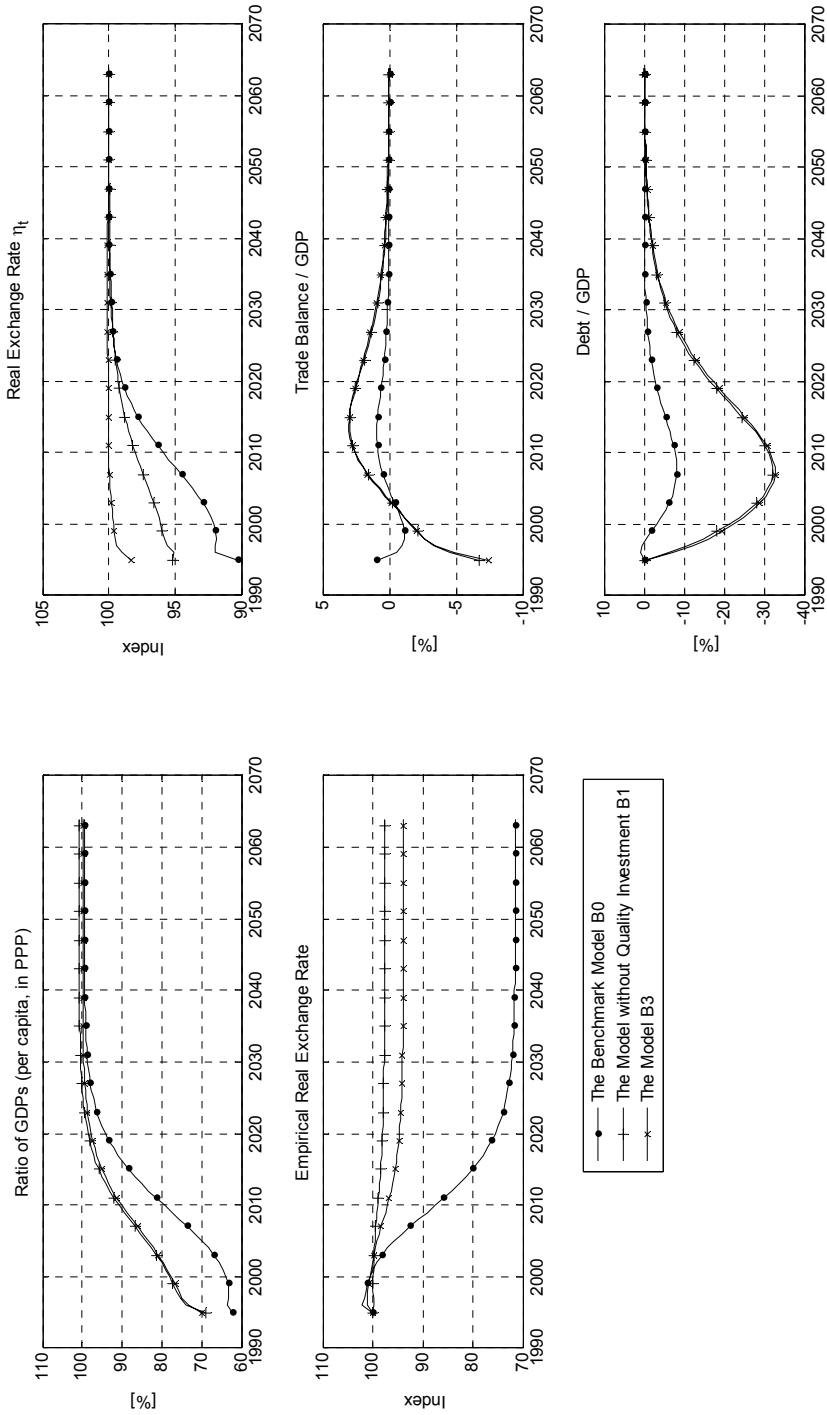 Ratio of GDPs (per capita, in PPP)
[%]
110
100
90
80
70
60
1990 2000 2010 2020 2030 2040 2050 2060 2070
Empirical Real Exchange Rate
Index
110
100
90
80
70
1990 2000 2010 2020 2030 2040 2050 2060 2070
The Benchmark Model B0
The Model without Quality Investment B1
The Model B3
Real Exchange Rate ηt
Index
105
100
95
90
1990 2000 2010 2020 2030 2040 2050 2060 2070
Trade Balance / GDP
[%]
5
0
-5
-10
1990 2000 2010 2020 2030 2040 2050 2060 2070
Debt / GDP
[%]
10
0
-10
-20
-30
-40
1990 2000 2010 2020 2030 2040 2050 2060 2070